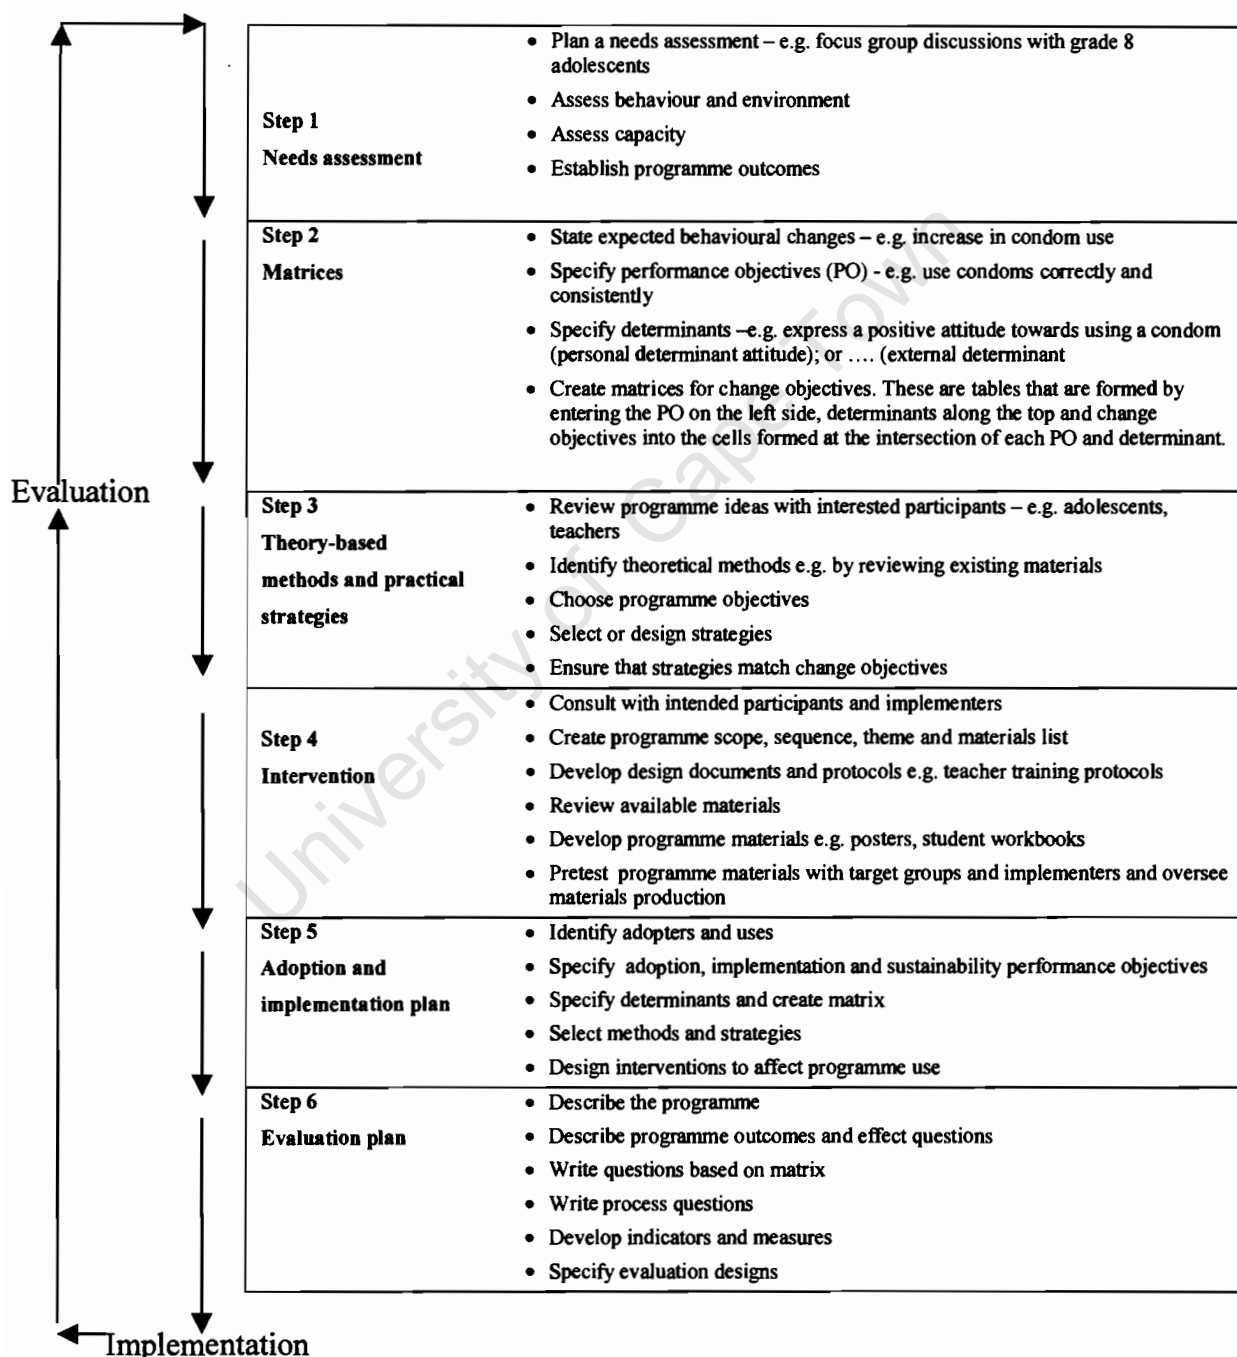 • Plan a needs assessment – e.g. focus group discussions with grade 8
adolescents
• Assess behaviour and environment
Step 1
• Assess capacity
Needs assessment
• Establish programme outcomes
Step 2
• State expected behavioural changes – e.g. increase in condom use
Matrices
• Specify performance objectives (PO) - e.g. use condoms correctly and
consistently
• Specify determinants –e.g. express a positive attitude towards using a condom
(personal determinant attitude); or .... (external determinant
• Create matrices for change objectives. These are tables that are formed by
entering the PO on the left side, determinants along the top and change
objectives into the cells formed at the intersection of each PO and determinant.
Evaluation
Step 3
• Review programme ideas with interested participants – e.g. adolescents,
teachers
Theory-based
methods and practical
strategies
• Identify theoretical methods e.g. by reviewing existing materials
• Choose programme objectives
• Select or design strategies
• Ensure that strategies match change objectives
• Consult with intended participants and implementers
Step 4
• Create programme scope, sequence, theme and materials list
Intervention
• Develop design documents and protocols e.g. teacher training protocols
• Review available materials
• Develop programme materials e.g. posters, student workbooks
• Pretest programme materials with target groups and implementers and oversee
materials production
Step 5
• Identify adopters and uses
Adoption and
implementation plan
• Specify adoption, implementation and sustainability performance objectives
• Specify determinants and create matrix
• Select methods and strategies
• Design interventions to affect programme use
Step 6
• Describe the programme
Evaluation plan
• Describe programme outcomes and effect questions
• Write questions based on matrix
• Write process questions
• Develop indicators and measures
• Specify evaluation designs
Implementation
University of Cape Town